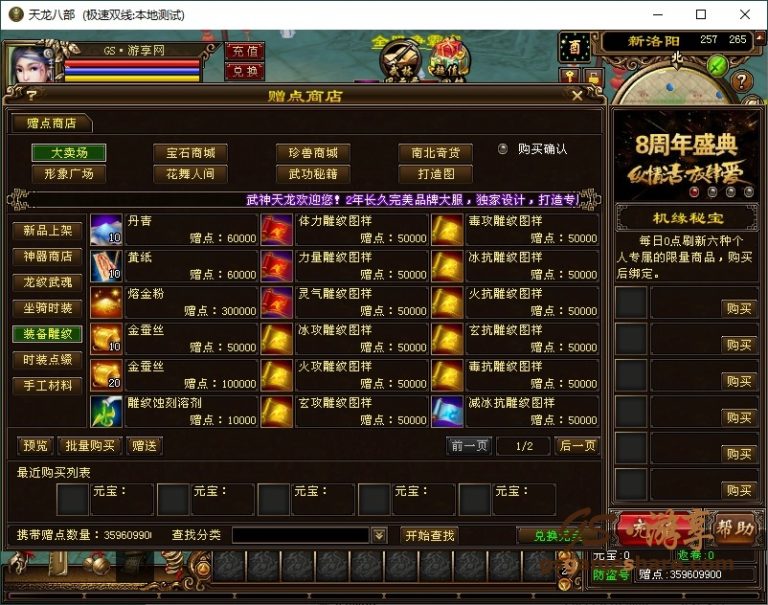 天龙八部 (极速双线:本地测试)
GS·游享网
充值
兑换
新洛阳 257 265
北
赠点商店
赠点商店
大卖场 宝石商城 珍兽商城 南北奇货 购买确认
形象广场 花舞人间 武功秘籍 打造图
武神天龙欢迎您！2年长久完美品牌大服，独家设计，打造专
8周年盛典
机缘秘宝
每日0点刷新六种个
人专属的限量商品，购买
后绑定。
新品上架
神器商店
龙纹武魂
坐骑时装
装备雕纹
时装点缀
手工材料
丹青 10 赠点：60000
体力雕纹图样 赠点：50000
毒攻雕纹图样 赠点：50000
黄纸 10 赠点：60000
力量雕纹图样 赠点：50000
冰抗雕纹图样 赠点：50000
熔金粉 赠点：300000
灵气雕纹图样 赠点：50000
火抗雕纹图样 赠点：50000
金蚕丝 10 赠点：50000
冰攻雕纹图样 赠点：50000
玄抗雕纹图样 赠点：50000
金蚕丝 20 赠点：100000
火攻雕纹图样 赠点：50000
毒抗雕纹图样 赠点：50000
雕纹蚀刻溶剂 赠点：10000
玄攻雕纹图样 赠点：50000
减冰抗雕纹图样 赠点：50000
购买
购买
购买
购买
购买
购买
预览 批量购买 赠送 前一页 1/2 后一页
最近购买列表
元宝： 元宝： 元宝： 元宝： 元宝：
携带赠点数量：359609900 查找分类 开始查找 兑换元
充 帮助
游享
元宝:0
防盗号 赠点:359609900